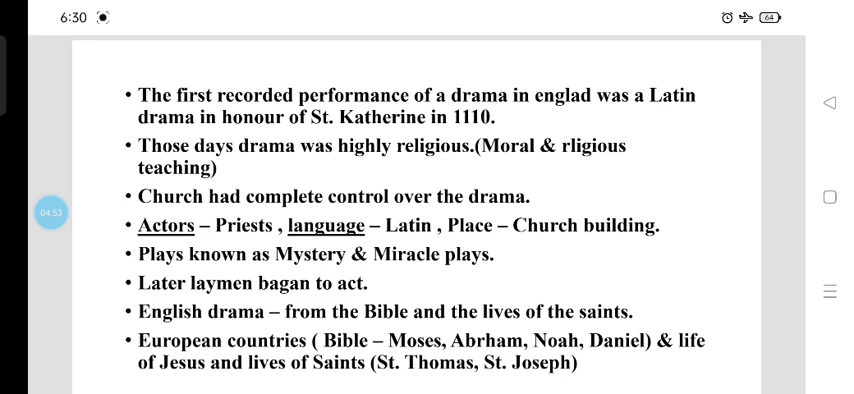 6:30
64
• The first recorded performance of a drama in englad was a Latin
drama in honour of St. Katherine in 1110.
• Those days drama was highly religious.(Moral & rligious
teaching)
• Church had complete control over the drama.
04:53
• Actors – Priests , language – Latin , Place – Church building.
• Plays known as Mystery & Miracle plays.
• Later laymen bagan to act.
• English drama – from the Bible and the lives of the saints.
• European countries ( Bible – Moses, Abrham, Noah, Daniel) & life
of Jesus and lives of Saints (St. Thomas, St. Joseph)